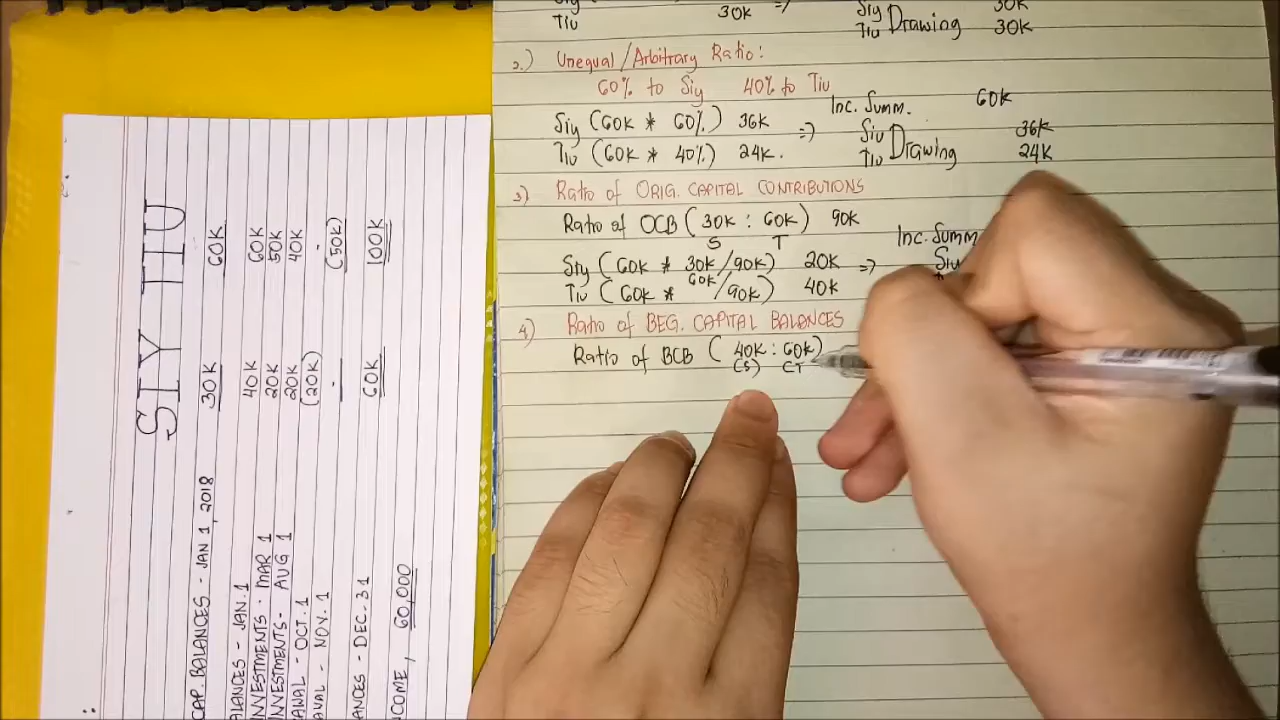 30K =)
Siy
30K
Tiu
Tiu Drawing 30K
2.) Unequal/Arbitrary Ratio:
60% to Siy 40% to Tiu
Inc. Summ. 60K
Siy (60K * 60%) 36K =) Siy 36K
Tiu (60K * 40%) 24K. Tiu Drawing 24K
3) Ratio of ORIG. CAPITAL CONTRIBUTIONS
Ratio of OCB (30K : 60K) 90K
S T
Inc. Summ
Siy (60K * 30K/90K) 20K =) Siy
Tiu (60K * 60K/90K) 40K
4) Ratio of BEG. CAPITAL BALANCES
Ratio of BCB ( 40K : 60K)
(S) (T
SIY TIU
CAP. BALANCES - JAN 1, 2018 30K 60K
ALANCES - JAN. 1 40K 60K
INVESTMENTS - MAR 1 20K 50K
INVESTMENTS - AUG 1 20K 40K
- OCT. 1 (20K) -
- NOV. 1 - (50K)
ANCES - DEC. 31 60K 100K
COME, 60,000